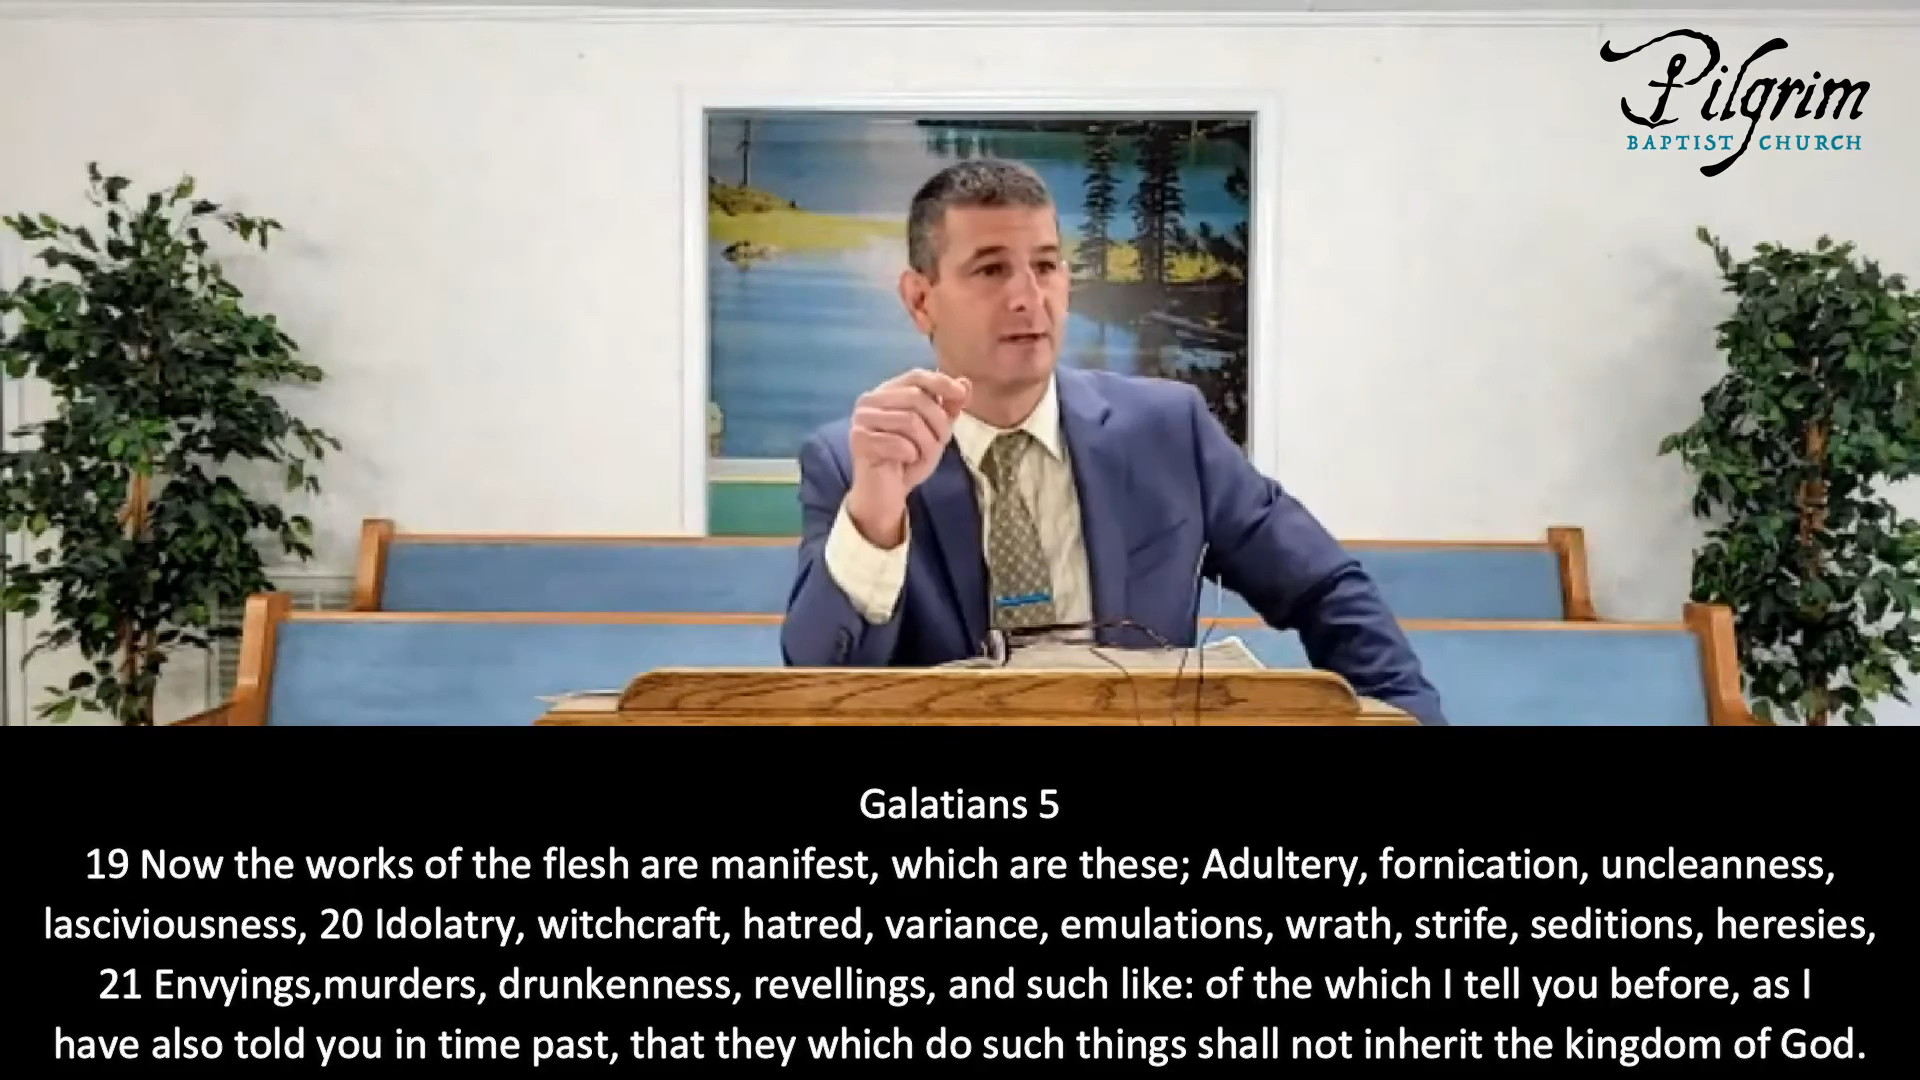 Pilgrim
BAPTIST CHURCH
Galatians 5
19 Now the works of the flesh are manifest, which are these; Adultery, fornication, uncleanness,
lasciviousness, 20 Idolatry, witchcraft, hatred, variance, emulations, wrath, strife, seditions, heresies,
21 Envyings,murders, drunkenness, revellings, and such like: of the which I tell you before, as I
have also told you in time past, that they which do such things shall not inherit the kingdom of God.